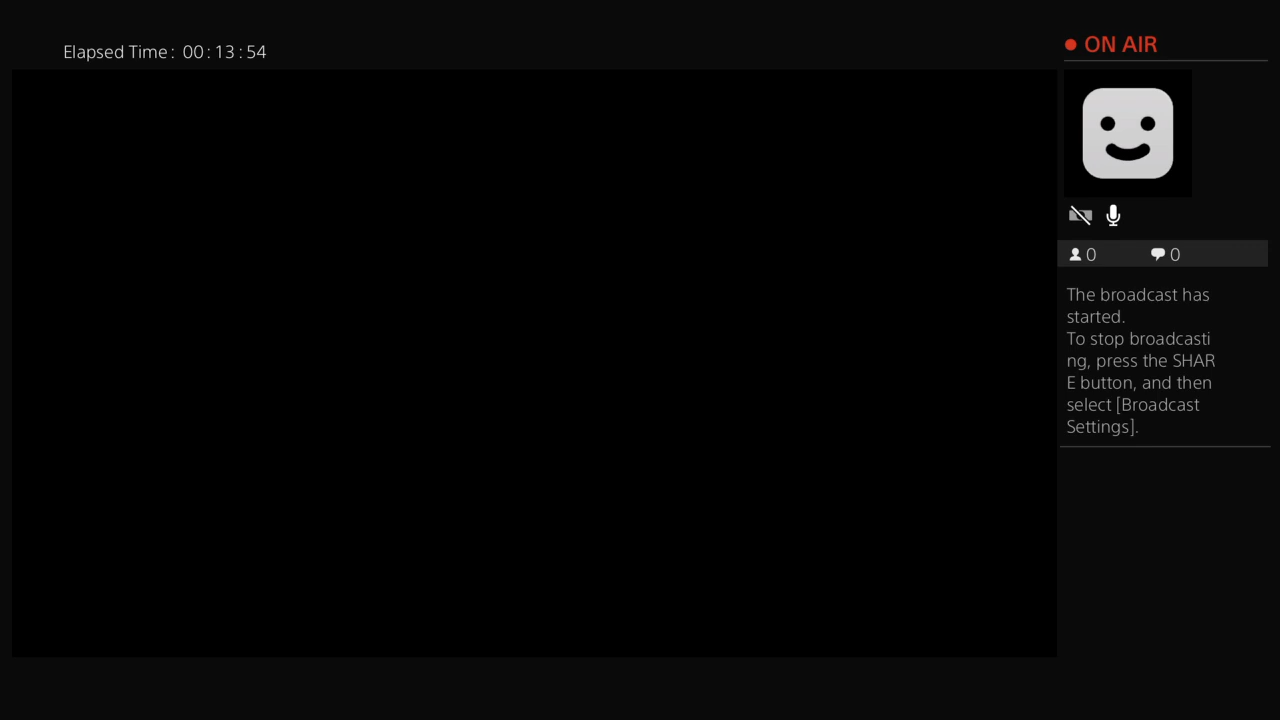 Elapsed Time: 00:13:54
ON AIR
0 0
The broadcast has
started.
To stop broadcasti
ng, press the SHAR
E button, and then
select [Broadcast
Settings].